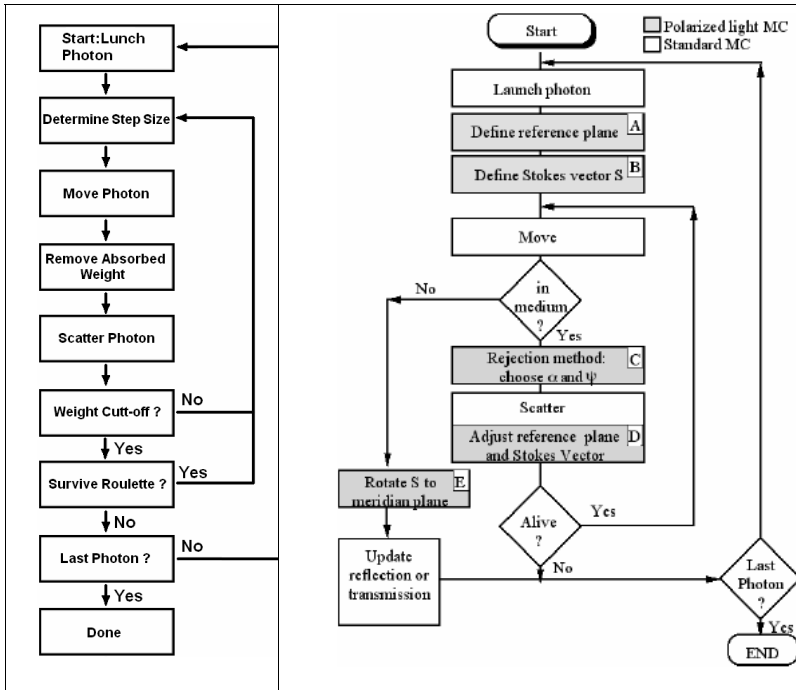 Start:Lunch
Photon
Determine Step Size
Move Photon
Remove Absorbed
Weight
Scatter Photon
Weight Cutt-off ?
No
Yes
Survive Roulette ?
Yes
No
Last Photon ?
No
Yes
Done
Start
Polarized light MC
Standard MC
Launch photon
Define reference plane
A
Define Stokes vector S
B
Move
in
medium
?
No
Yes
Rejection method:
choose α and ψ
C
Scatter
Adjust reference plane
and Stokes Vector
D
Rotate S to
meridian plane
E
Alive
?
Yes
No
Update
reflection or
transmission
Last
Photon
?
Yes
END